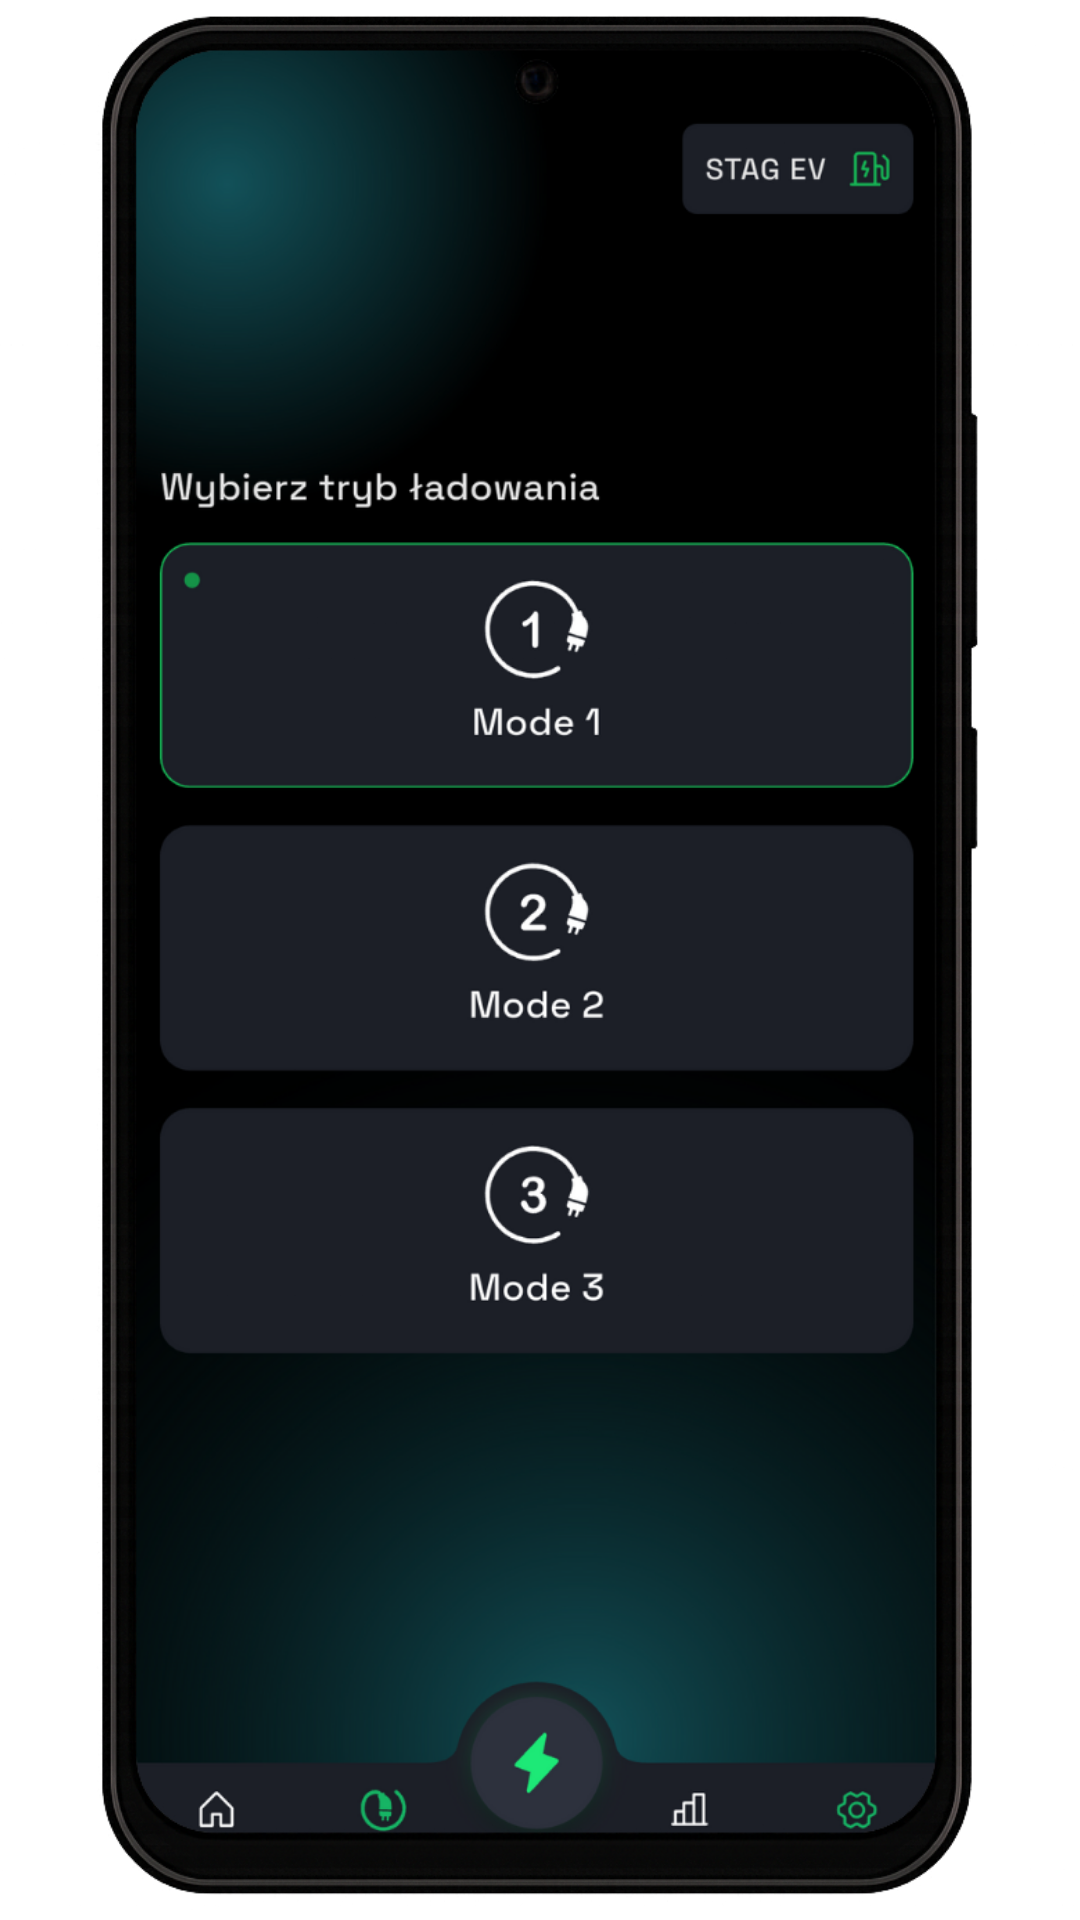 STAG EV
Wybierz tryb ładowania
1
Mode 1
2
Mode 2
3
Mode 3